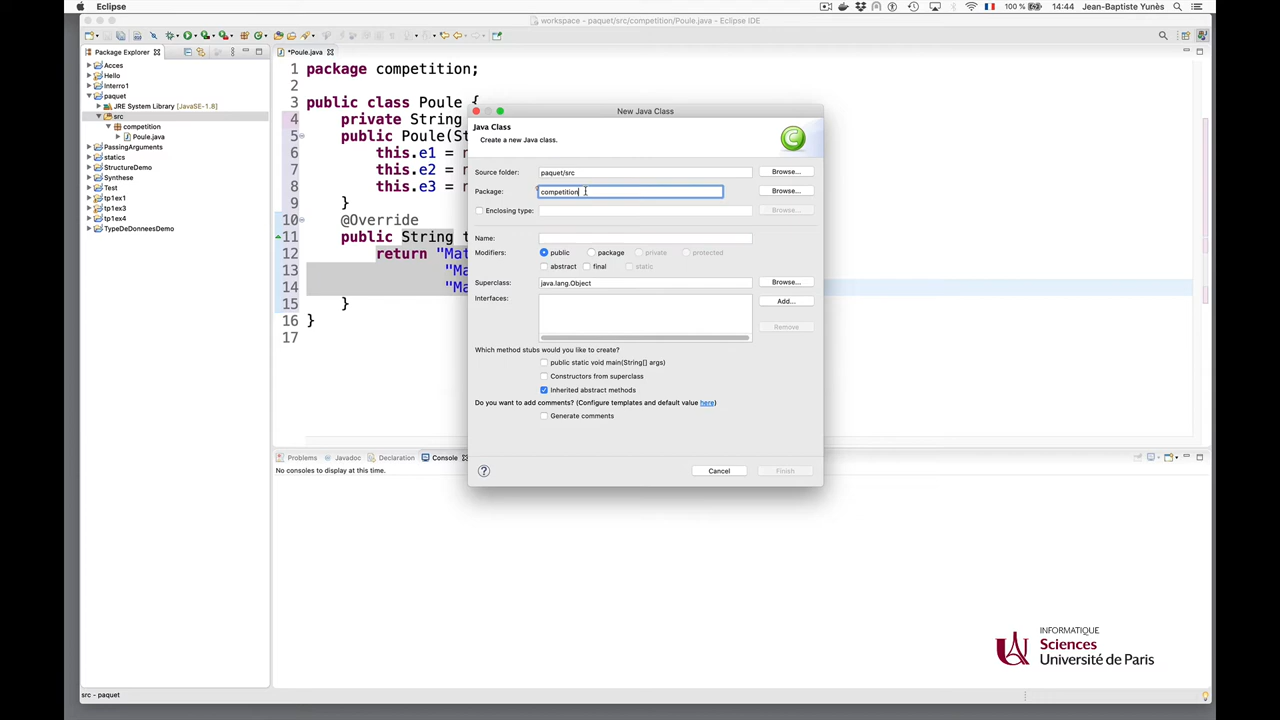 Eclipse
100 %
14:44
Jean-Baptiste Yunès
workspace - paquet/src/competition/Poule.java - Eclipse IDE
Package Explorer
*Poule.java
Acces
Hello
Interro1
paquet
JRE System Library [JavaSE-1.8]
src
competition
Poule.java
PassingArguments
statics
StructureDemo
Synthese
Test
tp1ex1
tp1ex3
tp1ex4
TypeDeDonneesDemo
1 package competition;
2
3 public class Poule {
4 private String
5 public Poule(St
6 this.e1 = n
7 this.e2 = n
8 this.e3 = n
9 }
10 @Override
11 public String t
12 return "Mat
13 "Ma
14 "Ma
15 }
16 }
17
New Java Class
Java Class
Create a new Java class.
Source folder: paquet/src Browse...
Package: competition Browse...
Enclosing type: Browse...
Name:
Modifiers: public package private protected
abstract final static
Superclass: java.lang.Object Browse...
Interfaces: Add...
Remove
Which method stubs would you like to create?
public static void main(String[] args)
Constructors from superclass
Inherited abstract methods
Do you want to add comments? (Configure templates and default value here)
Generate comments
? Cancel Finish
Problems Javadoc Declaration Console
No consoles to display at this time.
INFORMATIQUE
Sciences
Université de Paris
src - paquet